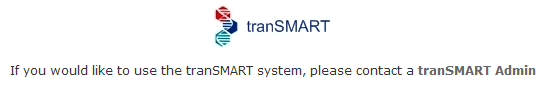 tranSMART
If you would like to use the tranSMART system, please contact a tranSMART Admin